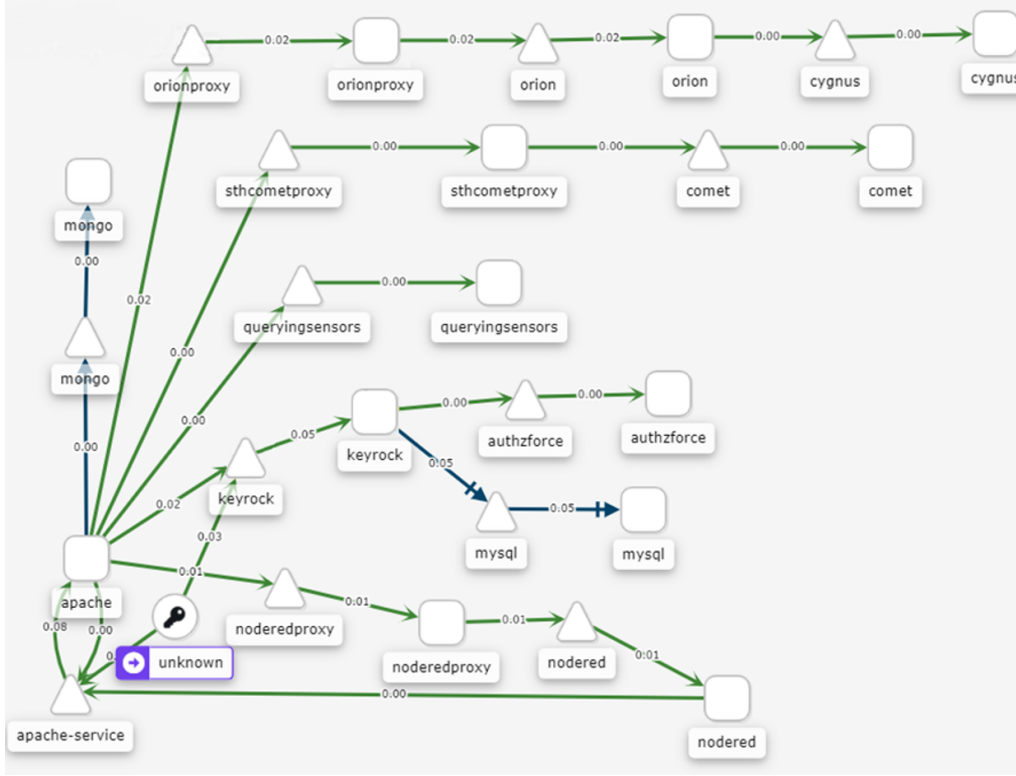 0.02
0.02
0.02
0.00
0.00
orionproxy
orionproxy
orion
orion
cygnus
cygnus
0.00
0.00
0.00
sthcometproxy
sthcometproxy
comet
comet
mongo
0.00
0.00
0.02
queryingsensors
queryingsensors
0.00
mongo
0.00
0.00
0.00
authzforce
authzforce
0.05
keyrock
0.00
0.05
keyrock
0.02
0.05
mysql
mysql
0.03
0.01
apache
0.01
0.01
0.08
0.00
noderedproxy
noderedproxy
nodered
0.01
0.
unknown
0.00
apache-service
nodered